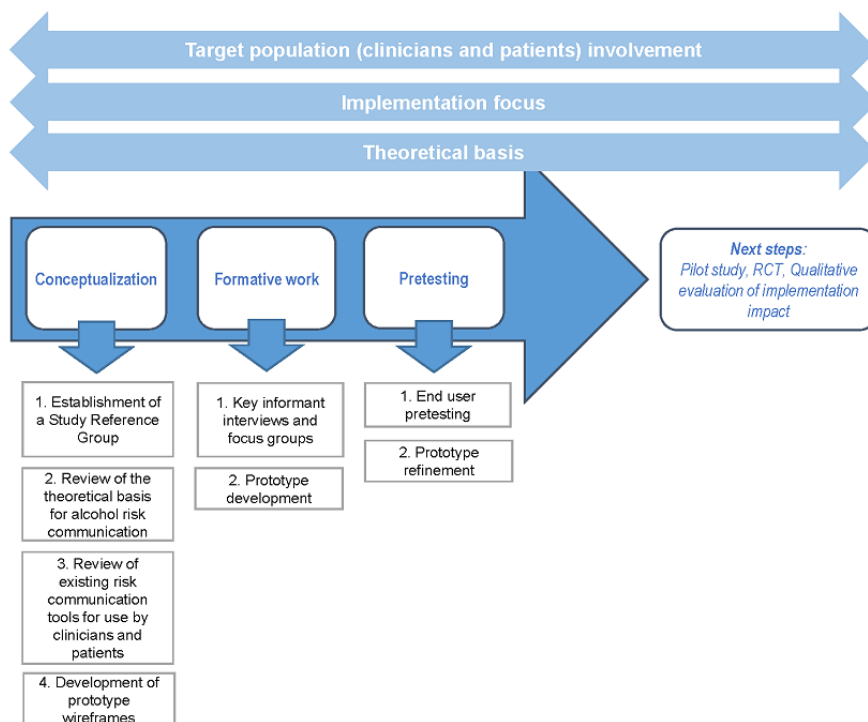 Target population (clinicians and patients) involvement
Implementation focus
Theoretical basis
Conceptualization
Formative work
Pretesting
Next steps:
Pilot study, RCT, Qualitative
evaluation of implementation
impact
1. Establishment of
a Study Reference
Group
2. Review of the
theoretical basis
for alcohol risk
communication
3. Review of
existing risk
communication
tools for use by
clinicians and
patients
4. Development of
prototype
wireframes
1. Key informant
interviews and
focus groups
2. Prototype
development
1. End user
pretesting
2. Prototype
refinement